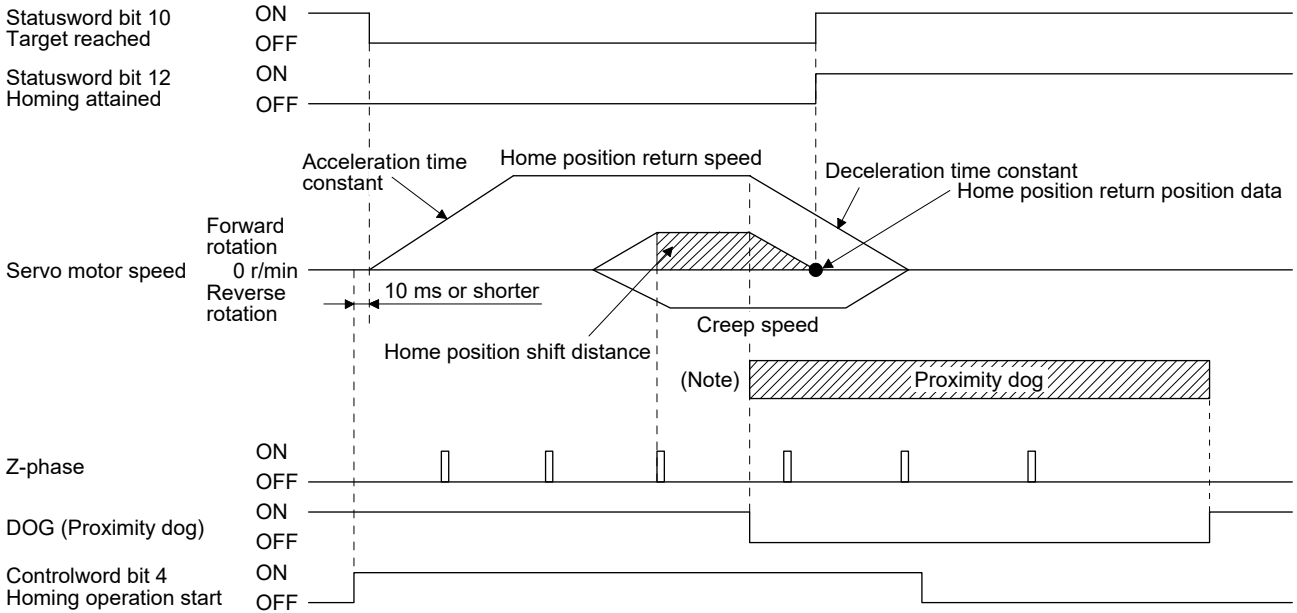 Statusword bit 10
Target reached
ON
OFF
Statusword bit 12
Homing attained
ON
OFF
Acceleration time
constant
Home position return speed
Deceleration time constant
Home position return position data
Forward
rotation
Servo motor speed
0 r/min
Reverse
rotation
10 ms or shorter
Creep speed
Home position shift distance
(Note)
Proximity dog
Z-phase
ON
OFF
DOG (Proximity dog)
ON
OFF
Controlword bit 4
Homing operation start
ON
OFF